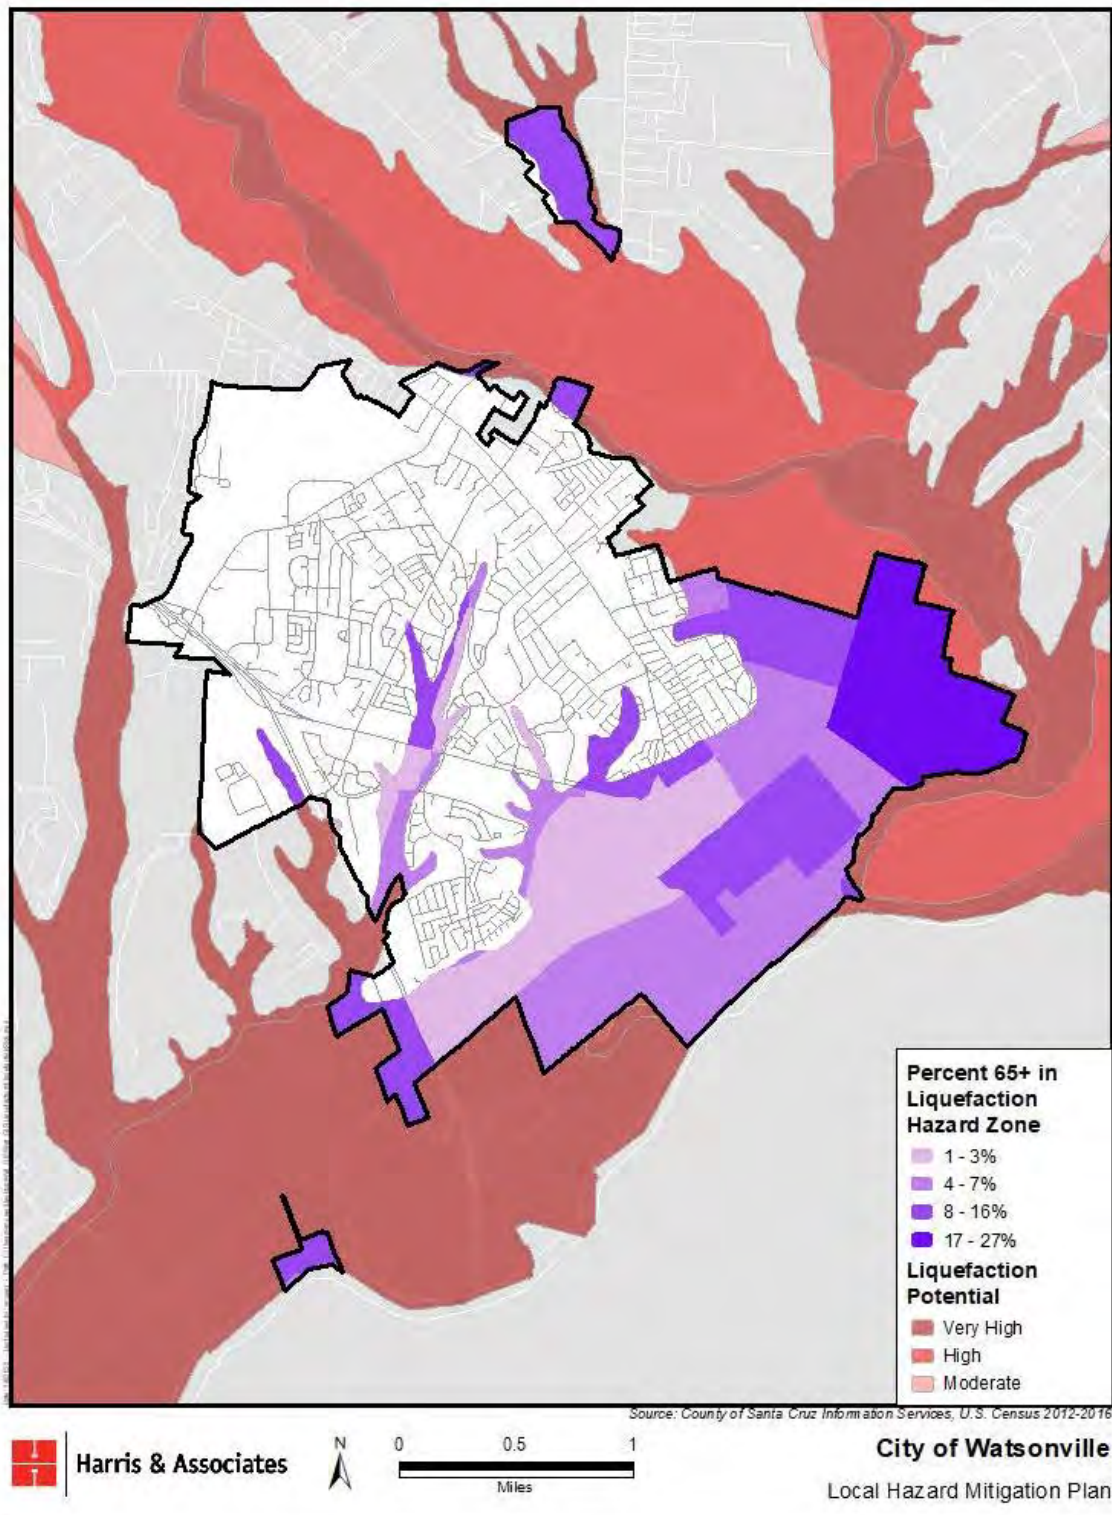 Percent 65+ in
Liquefaction
Hazard Zone
1 - 3%
4 - 7%
8 - 16%
17 - 27%
Liquefaction
Potential
Very High
High
Moderate
Source: County of Santa Cruz Information Services, U.S. Census 2012-2016
Harris & Associates
N
0 0.5 1
Miles
City of Watsonville
Local Hazard Mitigation Plan